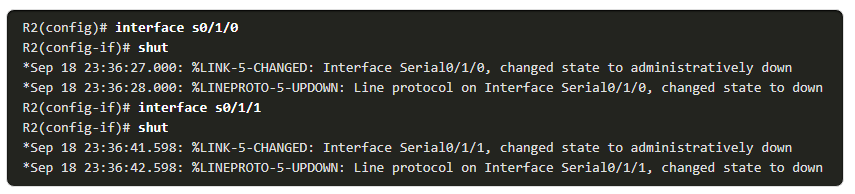 R2(config)# interface s0/1/0
R2(config-if)# shut
*Sep 18 23:36:27.000: %LINK-5-CHANGED: Interface Serial0/1/0, changed state to administratively down
*Sep 18 23:36:28.000: %LINEPROTO-5-UPDOWN: Line protocol on Interface Serial0/1/0, changed state to down
R2(config-if)# interface s0/1/1
R2(config-if)# shut
*Sep 18 23:36:41.598: %LINK-5-CHANGED: Interface Serial0/1/1, changed state to administratively down
*Sep 18 23:36:42.598: %LINEPROTO-5-UPDOWN: Line protocol on Interface Serial0/1/1, changed state to down